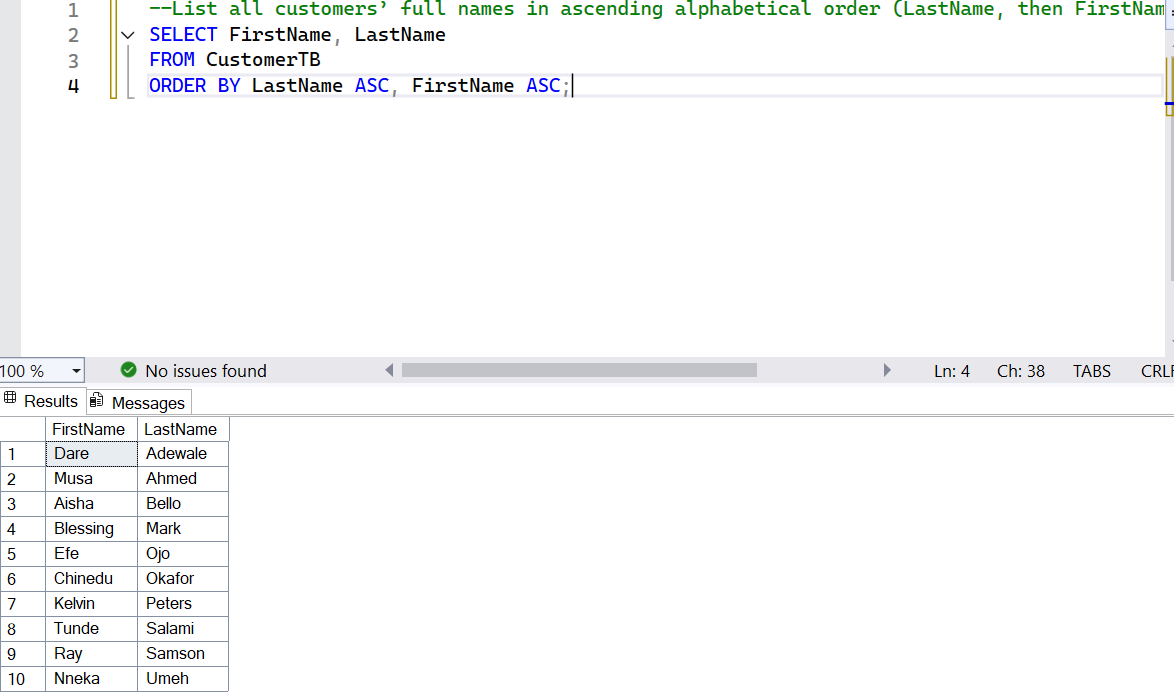 1 --List all customers’ full names in ascending alphabetical order (LastName, then FirstNam
2 SELECT FirstName, LastName
3 FROM CustomerTB
4 ORDER BY LastName ASC, FirstName ASC;
100 % No issues found Ln: 4 Ch: 38 TABS CRLF
Results Messages
FirstName LastName
1 Dare Adewale
2 Musa Ahmed
3 Aisha Bello
4 Blessing Mark
5 Efe Ojo
6 Chinedu Okafor
7 Kelvin Peters
8 Tunde Salami
9 Ray Samson
10 Nneka Umeh